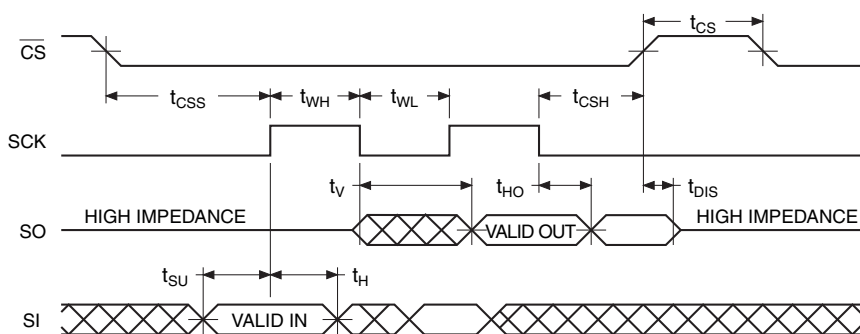 CS
tCS
tCSS
tWH
tWL
tCSH
SCK
tV
tHO
tDIS
HIGH IMPEDANCE
VALID OUT
HIGH IMPEDANCE
SO
tSU
tH
SI
VALID IN